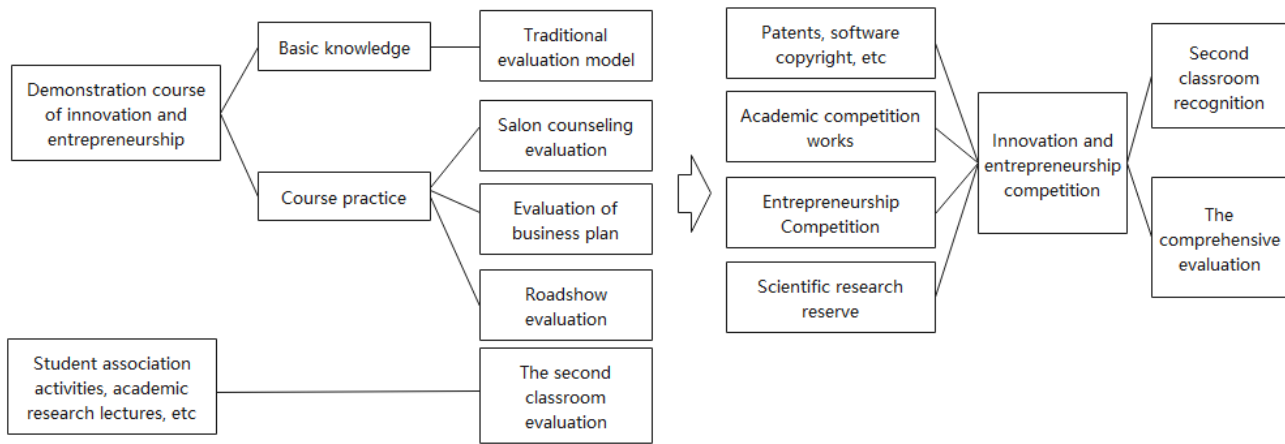 Demonstration course
of innovation and
entrepreneurship
Basic knowledge
Course practice
Traditional
evaluation model
Salon counseling
evaluation
Evaluation of
business plan
Roadshow
evaluation
Student association
activities, academic
research lectures, etc
The second
classroom
evaluation
Patents, software
copyright, etc
Academic competition
works
Entrepreneurship
Competition
Scientific research
reserve
Innovation and
entrepreneurship
competition
Second
classroom
recognition
The
comprehensive
evaluation